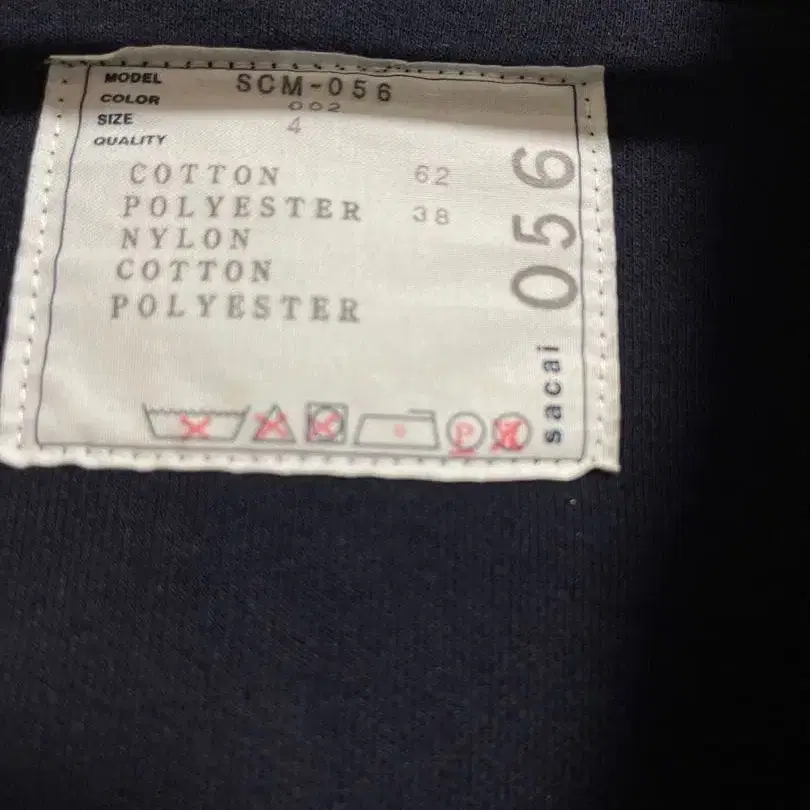 MODEL SCM-056
COLOR 002
SIZE 4
QUALITY
COTTON 62
POLYESTER 38
NYLON
COTTON
POLYESTER
056
sacai
P